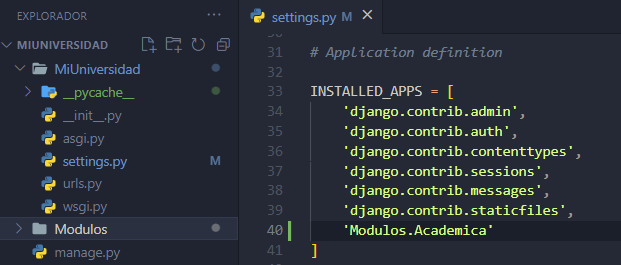 EXPLORADOR ...
MIUNIVERSIDAD
MiUniversidad
__pycache__
__init__.py
asgi.py
settings.py M
urls.py
wsgi.py
Modulos
manage.py
settings.py M
30
31 # Application definition
32
33 INSTALLED_APPS = [
34 'django.contrib.admin',
35 'django.contrib.auth',
36 'django.contrib.contenttypes',
37 'django.contrib.sessions',
38 'django.contrib.messages',
39 'django.contrib.staticfiles',
40 'Modulos.Academica'
41 ]